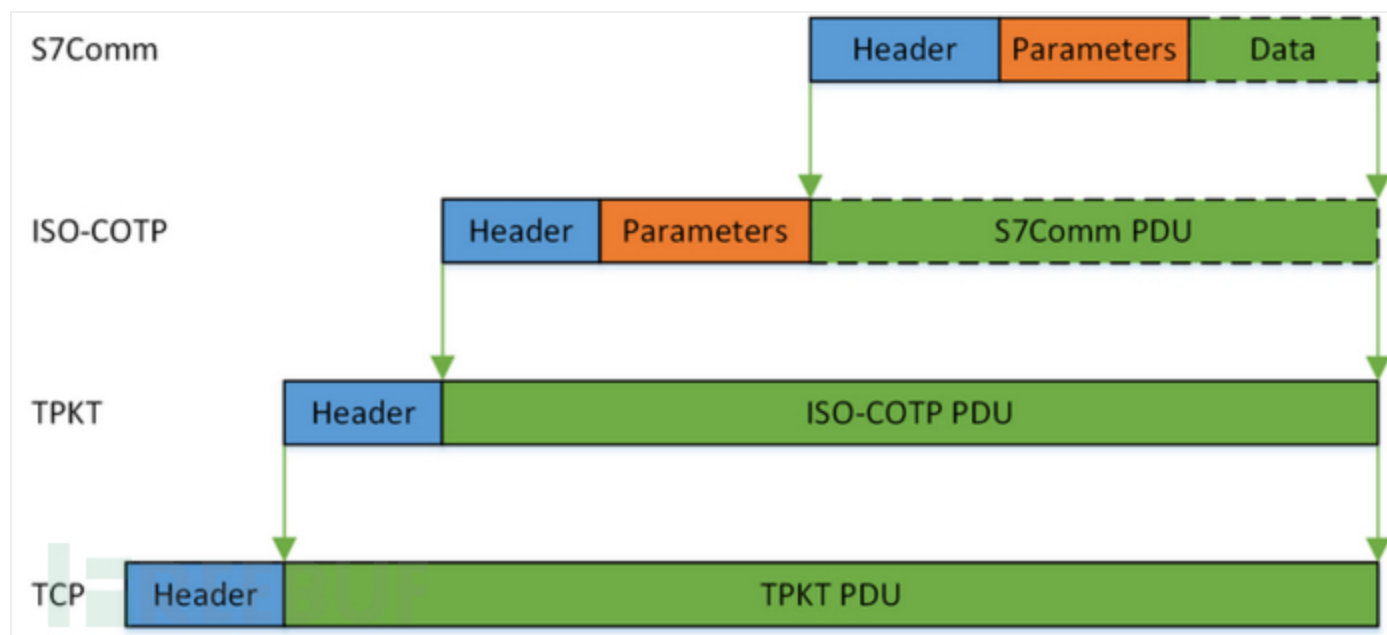 S7Comm Header Parameters Data
ISO-COTP Header Parameters S7Comm PDU
TPKT Header ISO-COTP PDU
TCP Header TPKT PDU